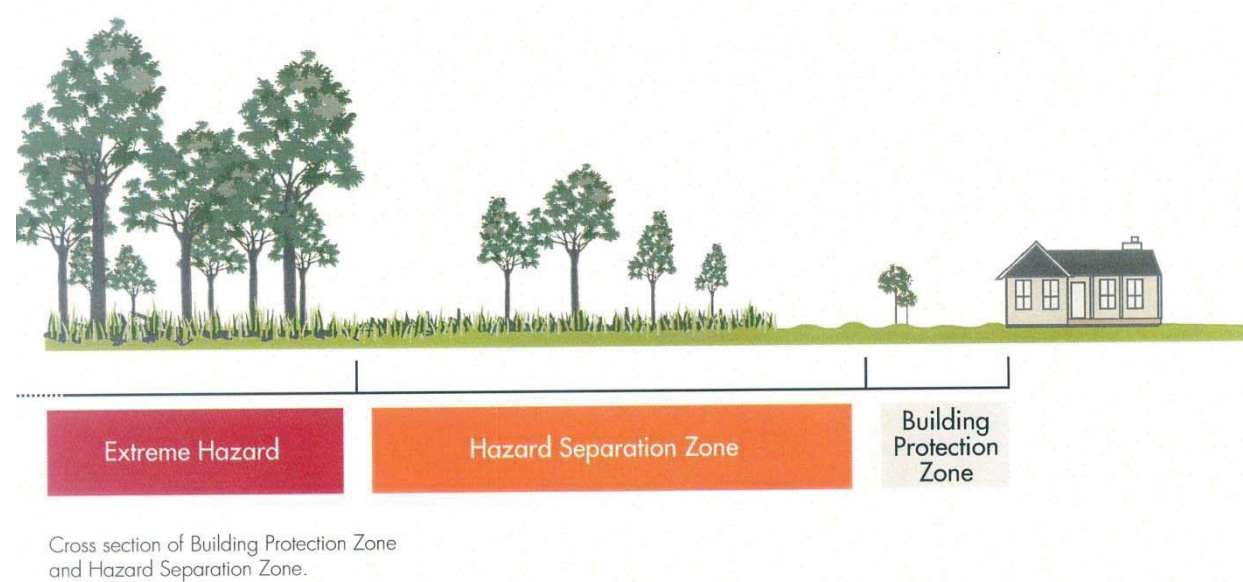 Extreme Hazard
Hazard Separation Zone
Building
Protection
Zone
Cross section of Building Protection Zone
and Hazard Separation Zone.